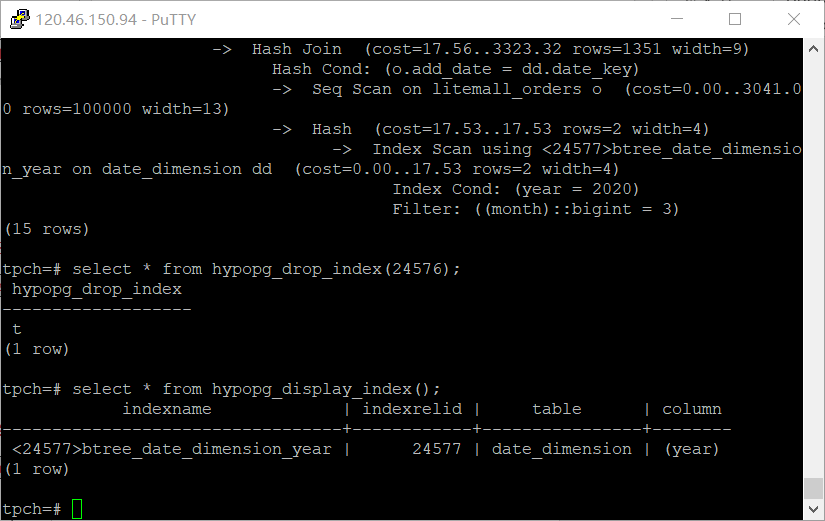 120.46.150.94 - PuTTY
-> Hash Join (cost=17.56..3323.32 rows=1351 width=9)
Hash Cond: (o.add_date = dd.date_key)
-> Seq Scan on litemall_orders o (cost=0.00..3041.0
0 rows=100000 width=13)
-> Hash (cost=17.53..17.53 rows=2 width=4)
-> Index Scan using <24577>btree_date_dimensio
n_year on date_dimension dd (cost=0.00..17.53 rows=2 width=4)
Index Cond: (year = 2020)
Filter: ((month)::bigint = 3)
(15 rows)
tpch=# select * from hypopg_drop_index(24576);
hypopg_drop_index
-------------------
t
(1 row)
tpch=# select * from hypopg_display_index();
indexname | indexrelid | table | column
----------------------------------+------------+----------------+--------
<24577>btree_date_dimension_year | 24577 | date_dimension | (year)
(1 row)
tpch=#